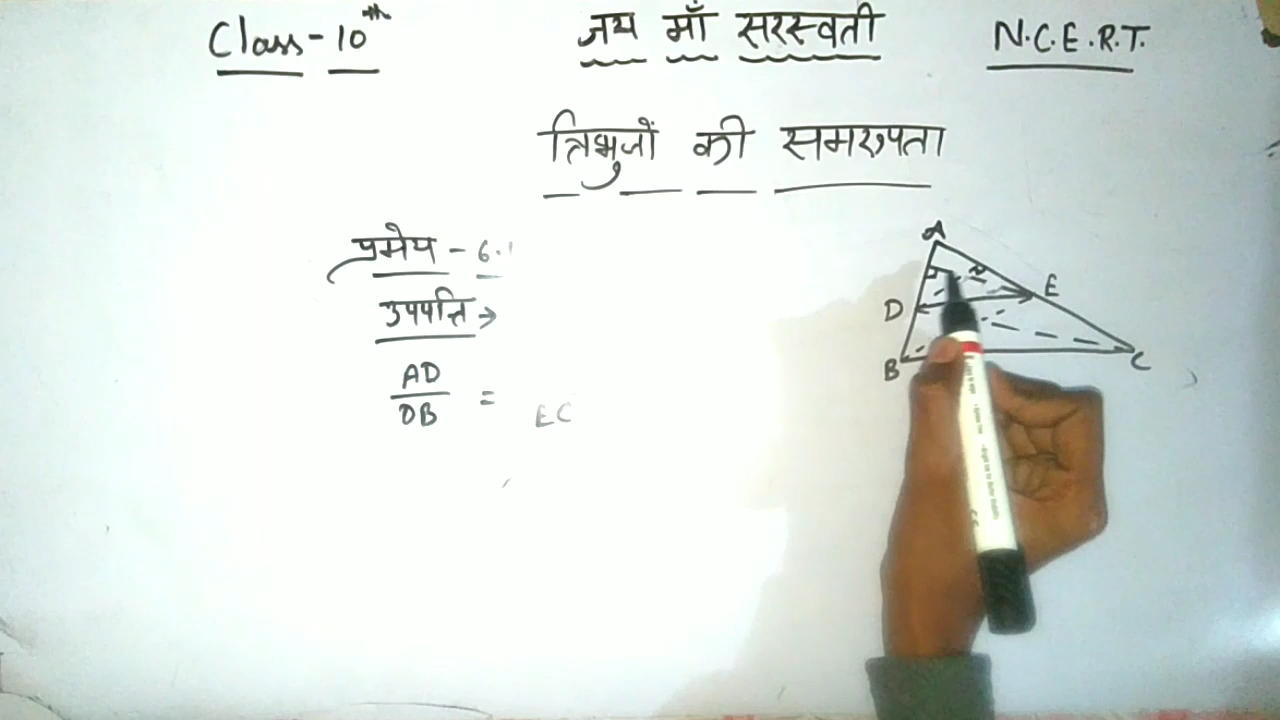 Class-10th जय माँ सरस्वती N.C.E.R.T.
त्रिभुजों की समरुपता
प्रमेय - 6.1
उपपत्ति →
AD
DB = EC
A
D E
B C